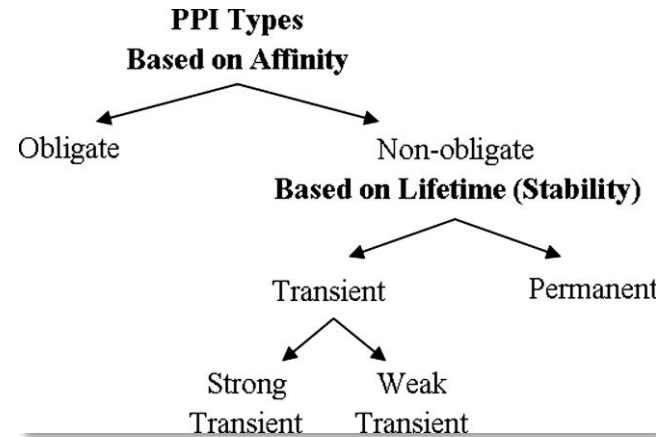 PPI Types
Based on Affinity
Obligate
Non-obligate
Based on Lifetime (Stability)
Transient
Permanent
Strong
Transient
Weak
Transient